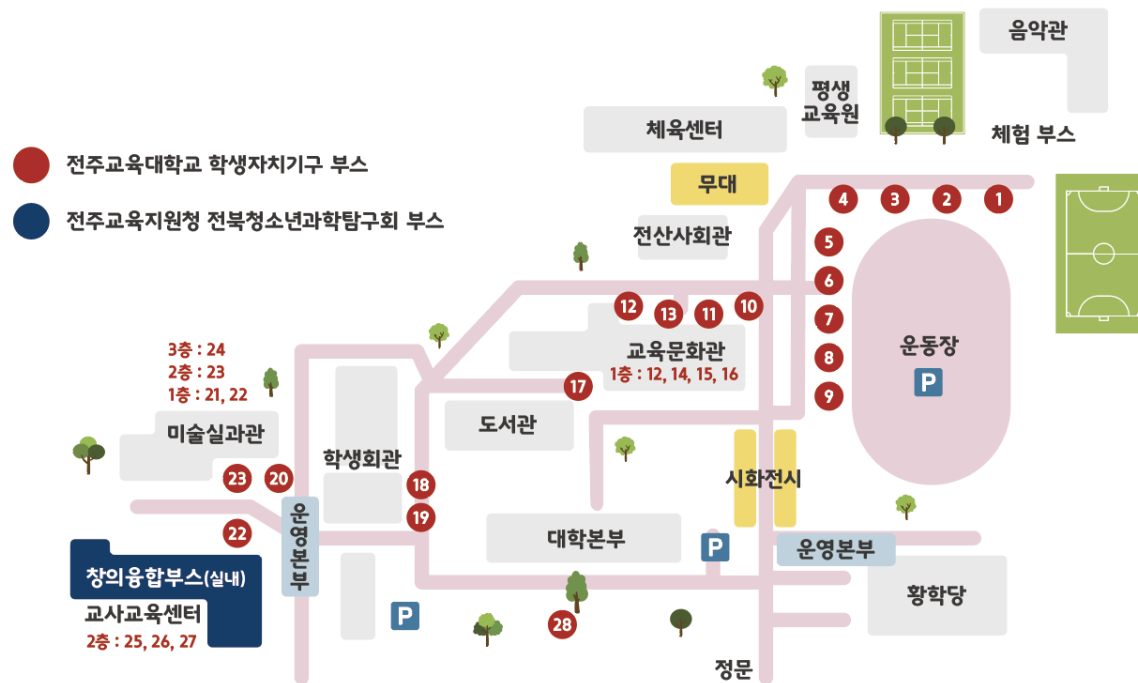 음악관
평생
교육원
체육센터
체험 부스
전주교육대학교 학생자치기구 부스
무대
4
3
2
1
전주교육지원청 전북청소년과학탐구회 부스
전산사회관
5
6
12
13
11
10
7
운동장
3층 : 24
2층 : 23
1층 : 21, 22
교육문화관
1층 : 12, 14, 15, 16
8
P
17
9
미술실과관
도서관
학생회관
23
20
18
시화전시
19
22
운영본부
대학본부
P
운영본부
창의융합부스(실내)
교사교육센터
2층 : 25, 26, 27
황학당
P
28
정문